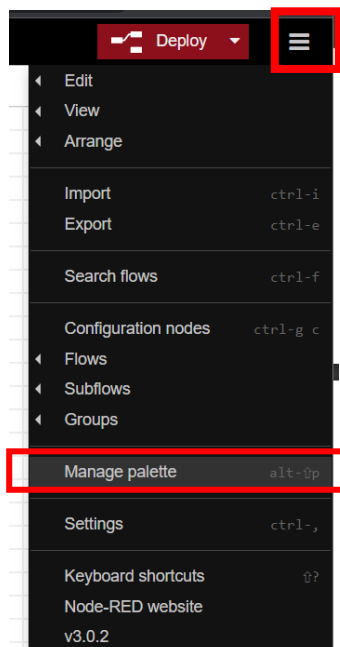 Deploy
Edit
View
Arrange
Import ctrl-i
Export ctrl-e
Search flows ctrl-f
Configuration nodes ctrl-g c
Flows
Subflows
Groups
Manage palette alt-⇧p
Settings ctrl-,
Keyboard shortcuts ⇧?
Node-RED website
v3.0.2